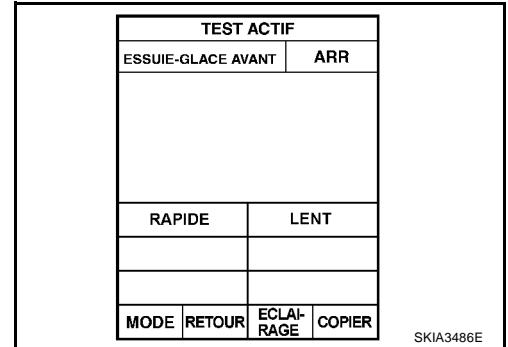 TEST ACTIF
ESSUIE-GLACE AVANT ARR
RAPIDE LENT
MODE RETOUR ECLAI-
RAGE COPIER
SKIA3486E